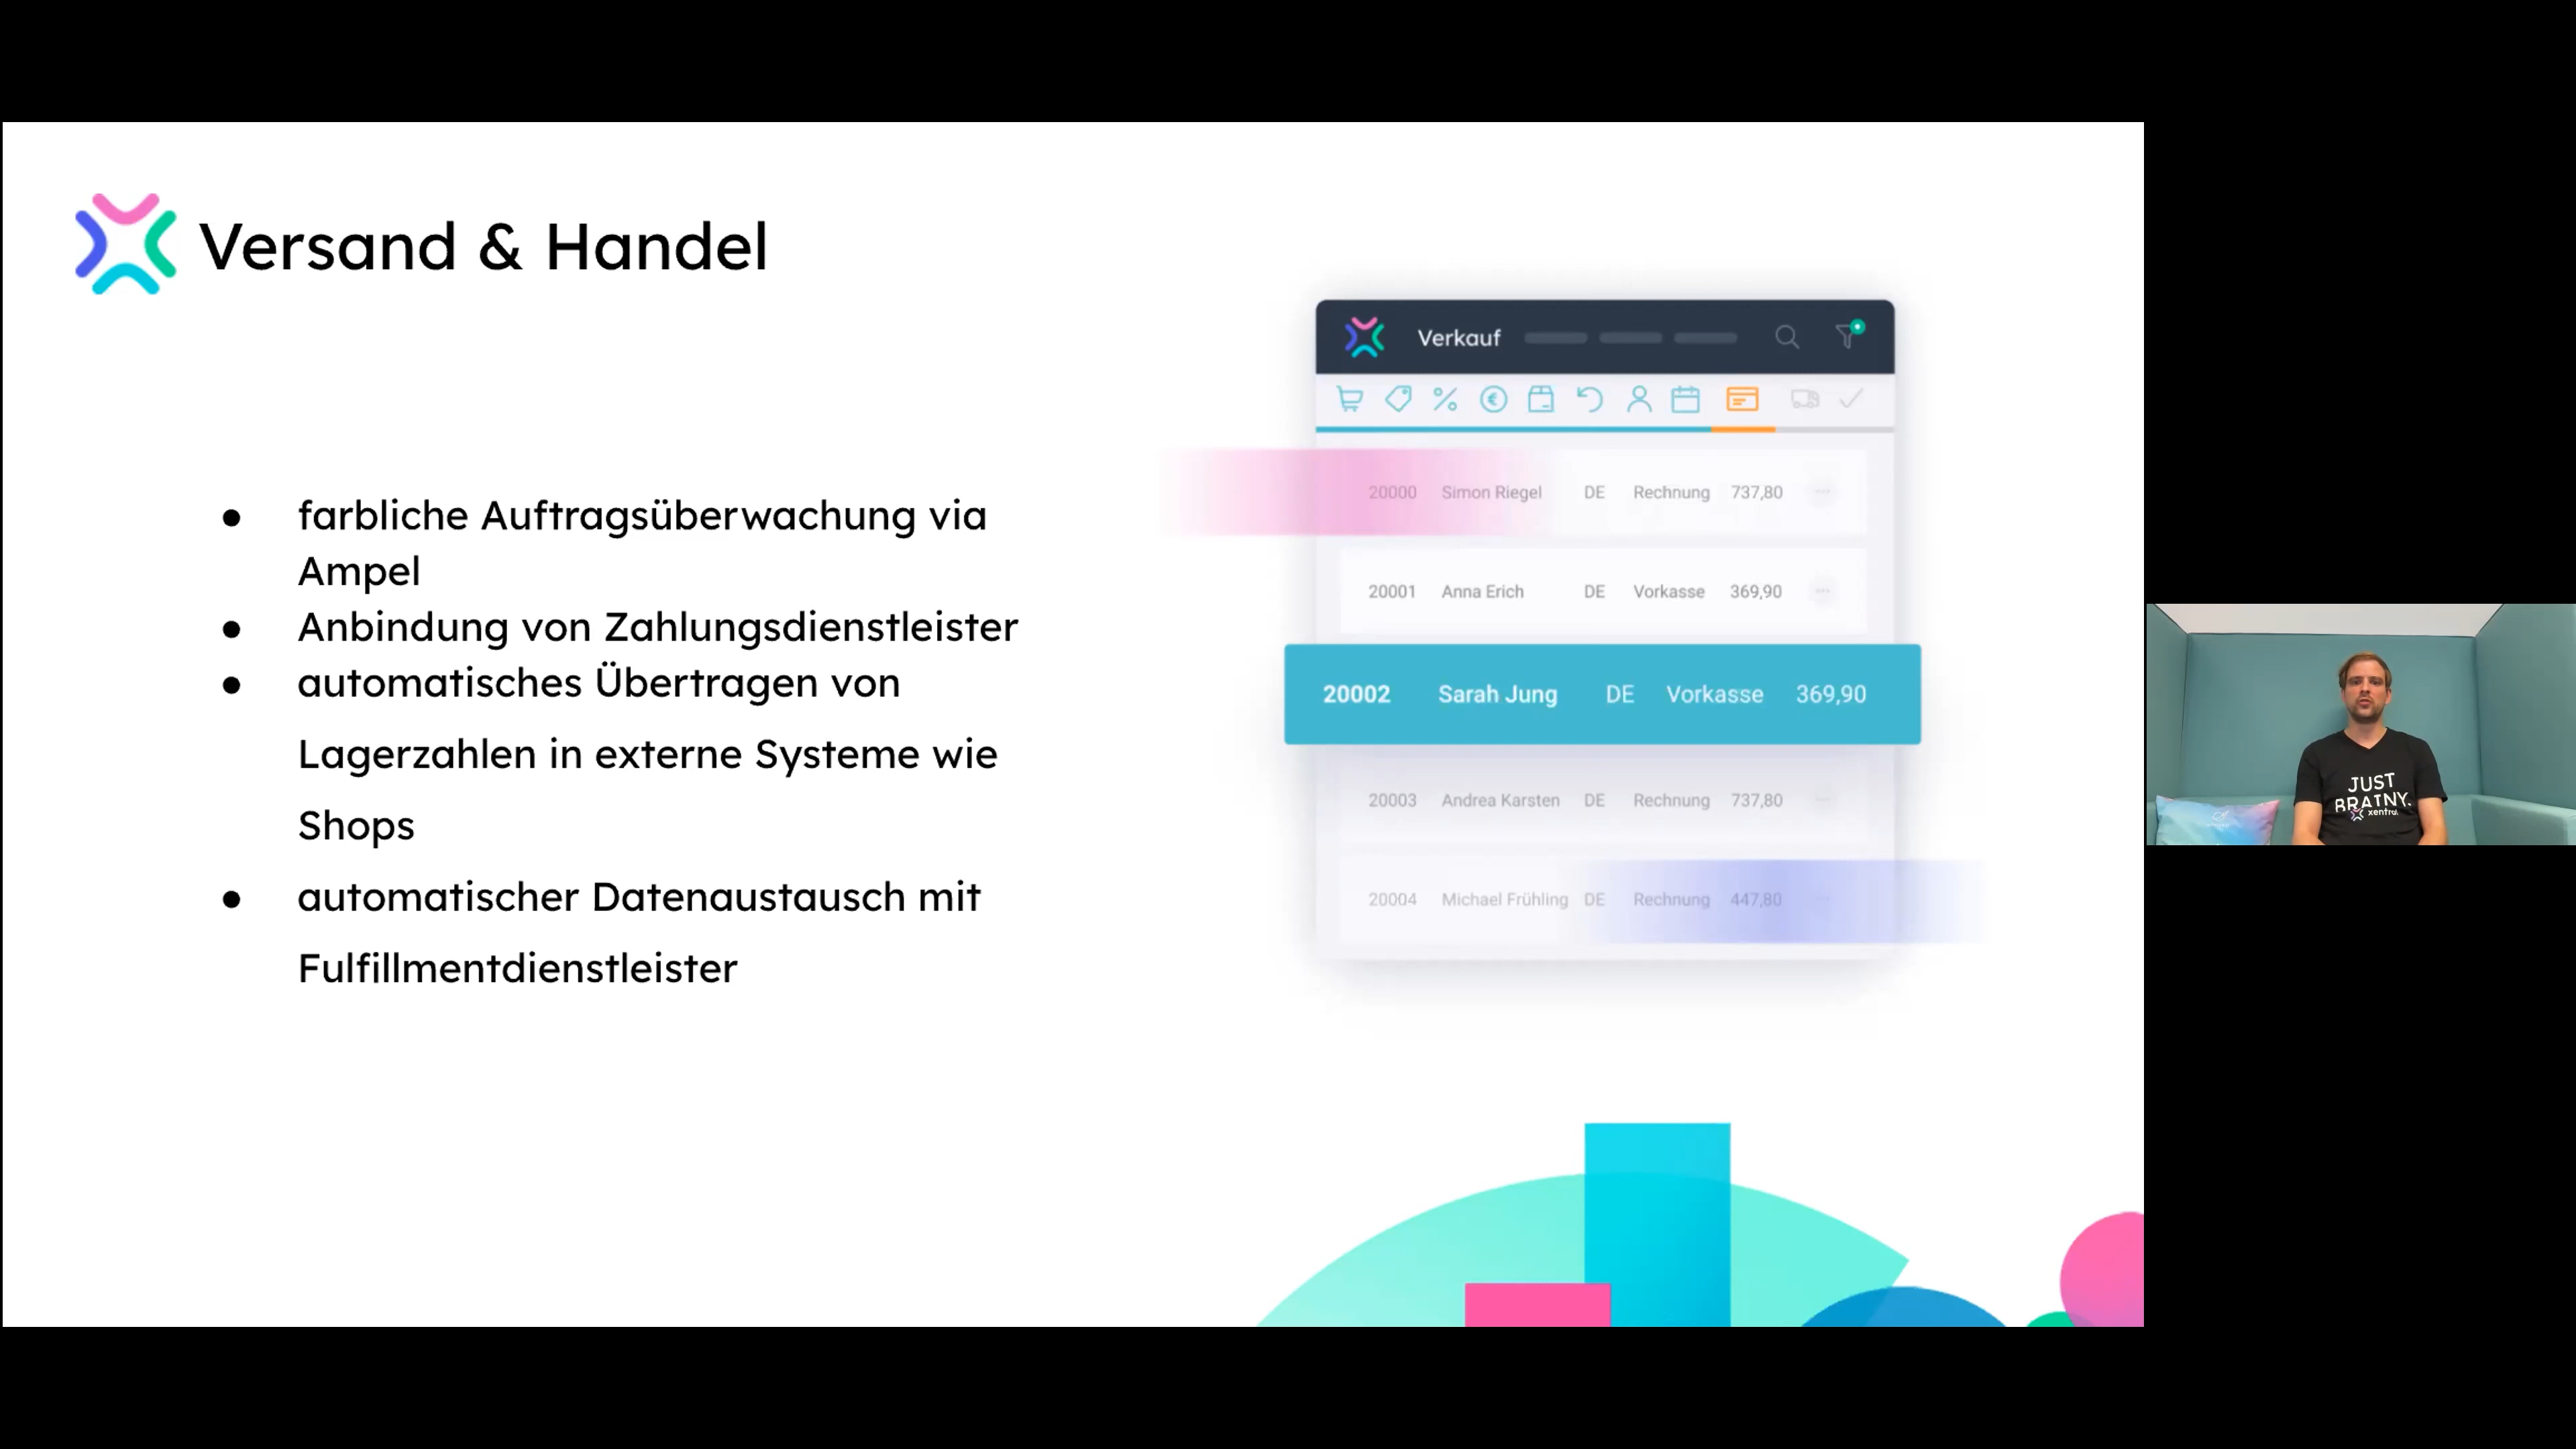 Versand & Handel
● farbliche Auftragsüberwachung via
Ampel
● Anbindung von Zahlungsdienstleister
● automatisches Übertragen von
Lagerzahlen in externe Systeme wie
Shops
● automatischer Datenaustausch mit
Fulfillmentdienstleister
Verkauf
20000 Simon Riegel DE Rechnung 737,80
20001 Anna Erich DE Vorkasse 369,90
20002 Sarah Jung DE Vorkasse 369,90
20003 Andrea Karsten DE Rechnung 737,80
20004 Michael Frühling DE Rechnung 447,80
JUST
BRATNY.
xentral